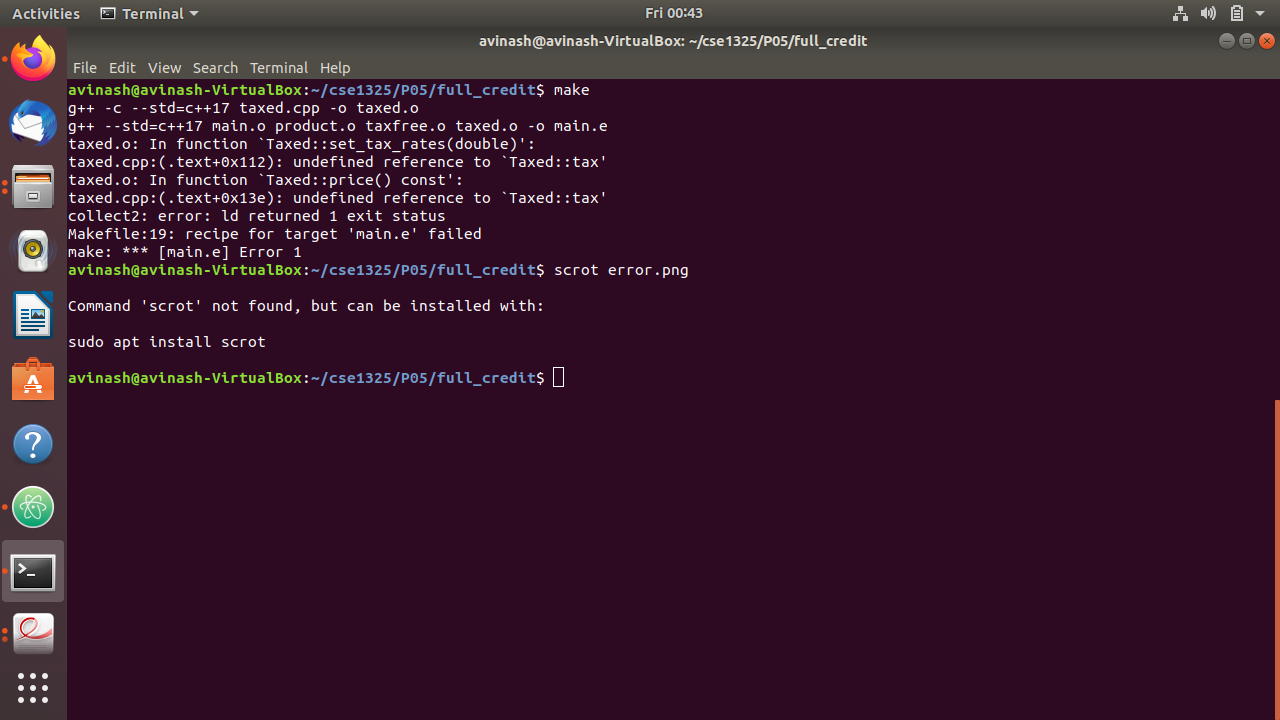 Activities Terminal Fri 00:43
avinash@avinash-VirtualBox: ~/cse1325/P05/full_credit
File Edit View Search Terminal Help
avinash@avinash-VirtualBox:~/cse1325/P05/full_credit$ make
g++ -c --std=c++17 taxed.cpp -o taxed.o
g++ --std=c++17 main.o product.o taxfree.o taxed.o -o main.e
taxed.o: In function `Taxed::set_tax_rates(double)':
taxed.cpp:(.text+0x112): undefined reference to `Taxed::tax'
taxed.o: In function `Taxed::price() const':
taxed.cpp:(.text+0x13e): undefined reference to `Taxed::tax'
collect2: error: ld returned 1 exit status
Makefile:19: recipe for target 'main.e' failed
make: *** [main.e] Error 1
avinash@avinash-VirtualBox:~/cse1325/P05/full_credit$ scrot error.png
Command 'scrot' not found, but can be installed with:
sudo apt install scrot
avinash@avinash-VirtualBox:~/cse1325/P05/full_credit$